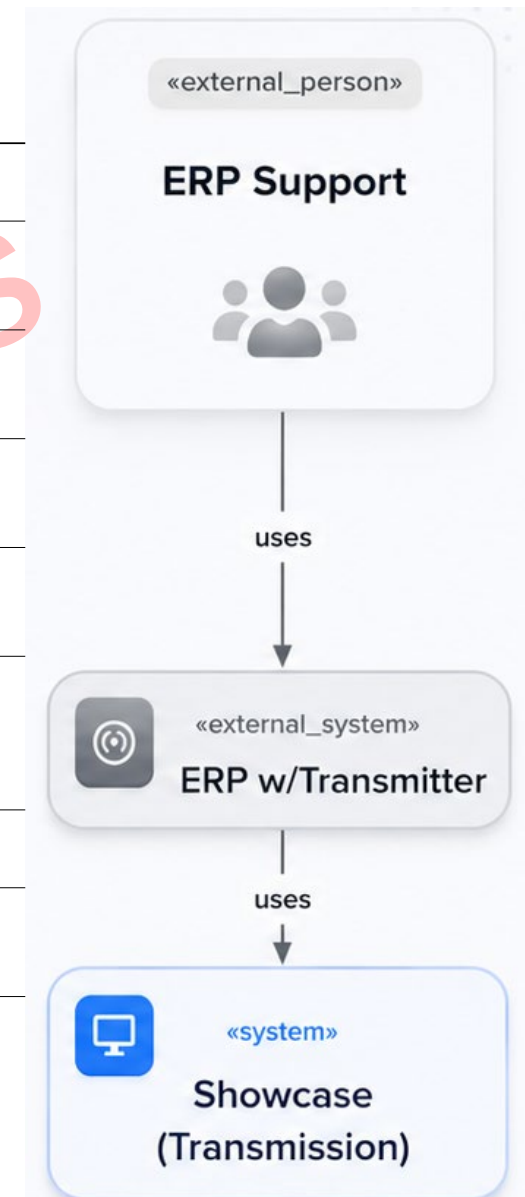 «external_person»
ERP Support
uses
«external_system»
ERP w/Transmitter
uses
«system»
Showcase
(Transmission)